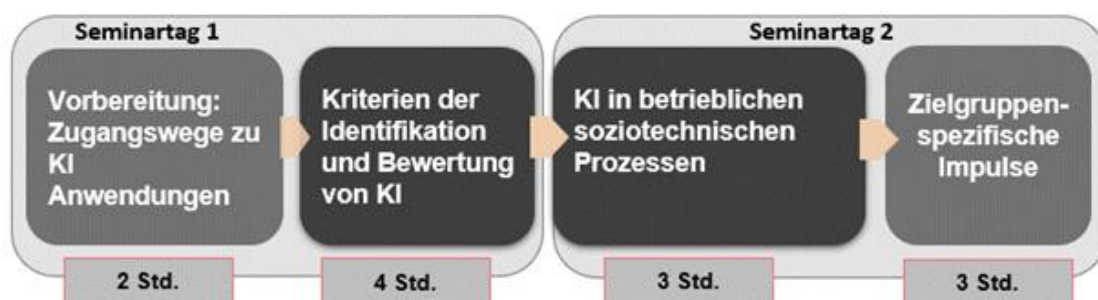 Seminartag 1
Vorbereitung:
Zugangswege zu
KI
Anwendungen
2 Std.
Kriterien der
Identifikation
und Bewertung
von KI
4 Std.
Seminartag 2
KI in betrieblichen
soziotechnischen
Prozessen
3 Std.
Zielgruppen-
spezifische
Impulse
3 Std.